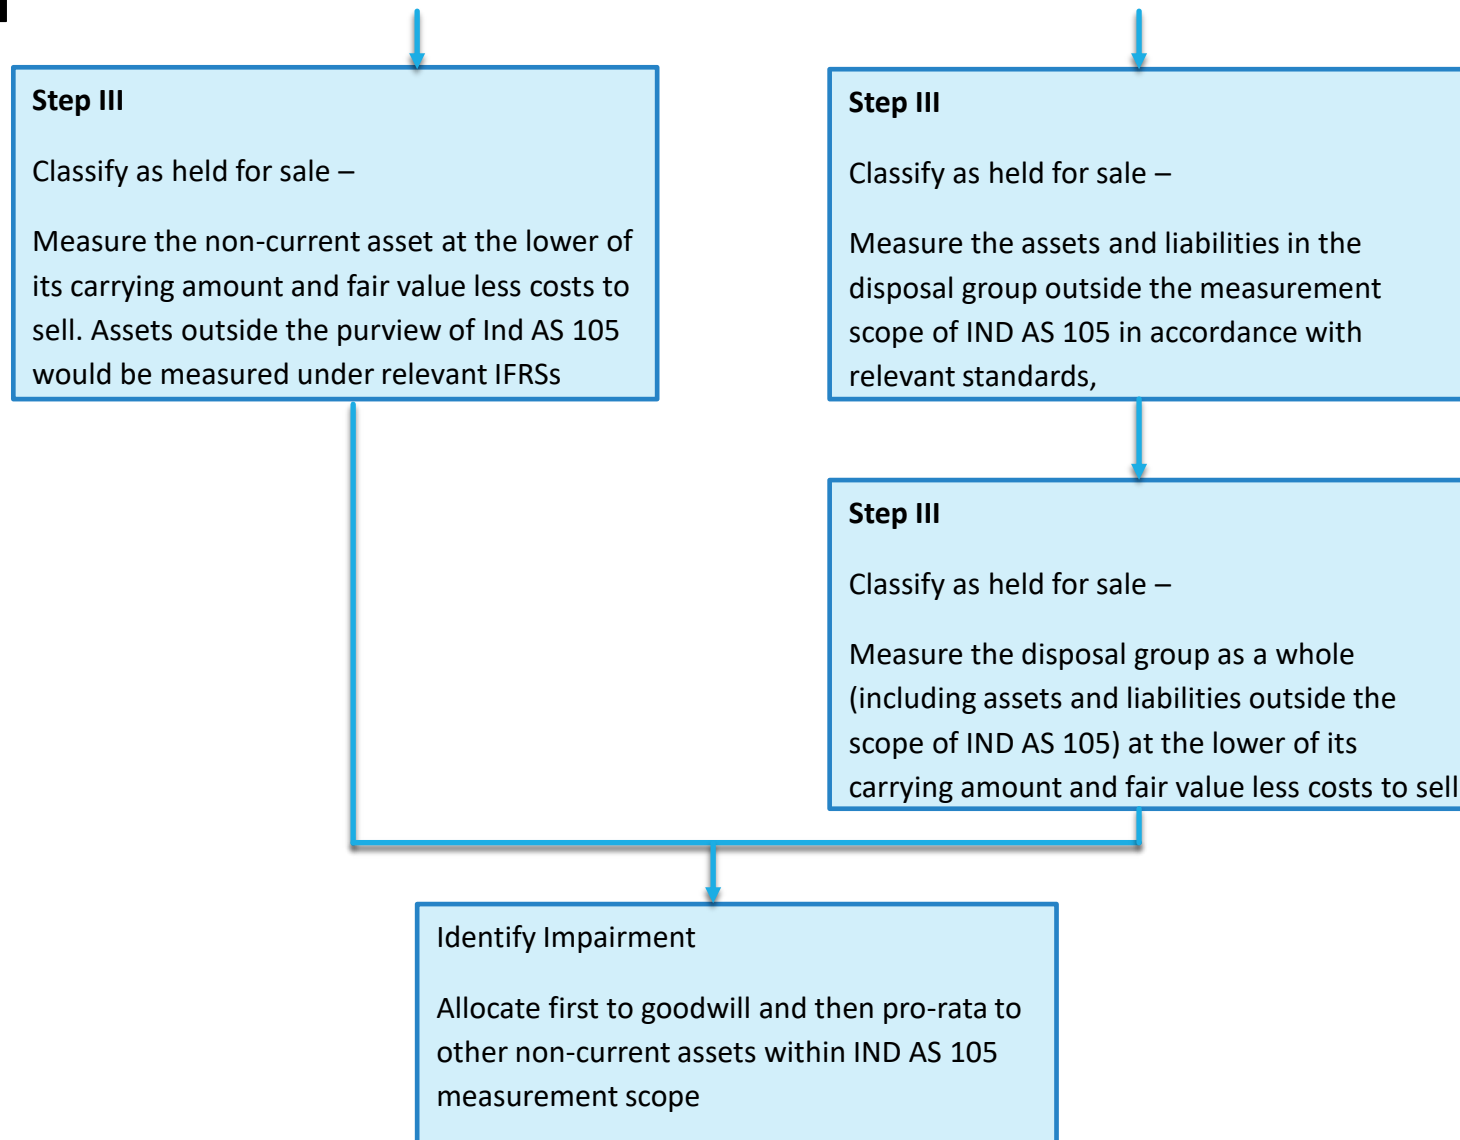 Step III
Classify as held for sale –
Measure the non-current asset at the lower of
its carrying amount and fair value less costs to
sell. Assets outside the purview of Ind AS 105
would be measured under relevant IFRSs
Step III
Classify as held for sale –
Measure the assets and liabilities in the
disposal group outside the measurement
scope of IND AS 105 in accordance with
relevant standards,
Step III
Classify as held for sale –
Measure the disposal group as a whole
(including assets and liabilities outside the
scope of IND AS 105) at the lower of its
carrying amount and fair value less costs to sell
Identify Impairment
Allocate first to goodwill and then pro-rata to
other non-current assets within IND AS 105
measurement scope